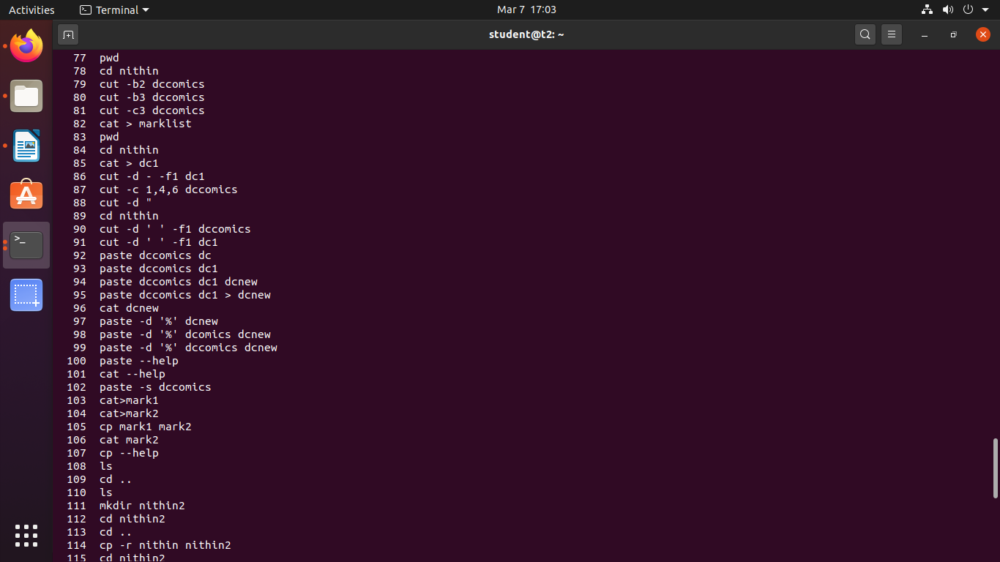 Activities Terminal Mar 7 17:03
student@t2: ~
77 pwd
78 cd nithin
79 cut -b2 dccomics
80 cut -b3 dccomics
81 cut -c3 dccomics
82 cat > marklist
83 pwd
84 cd nithin
85 cat > dc1
86 cut -d - -f1 dc1
87 cut -c 1,4,6 dccomics
88 cut -d "
89 cd nithin
90 cut -d ' ' -f1 dccomics
91 cut -d ' ' -f1 dc1
92 paste dccomics dc
93 paste dccomics dc1
94 paste dccomics dc1 dcnew
95 paste dccomics dc1 > dcnew
96 cat dcnew
97 paste -d '%' dcnew
98 paste -d '%' dcomics dcnew
99 paste -d '%' dccomics dcnew
100 paste --help
101 cat --help
102 paste -s dccomics
103 cat>mark1
104 cat>mark2
105 cp mark1 mark2
106 cat mark2
107 cp --help
108 ls
109 cd ..
110 ls
111 mkdir nithin2
112 cd nithin2
113 cd ..
114 cp -r nithin nithin2
115 cd nithin2